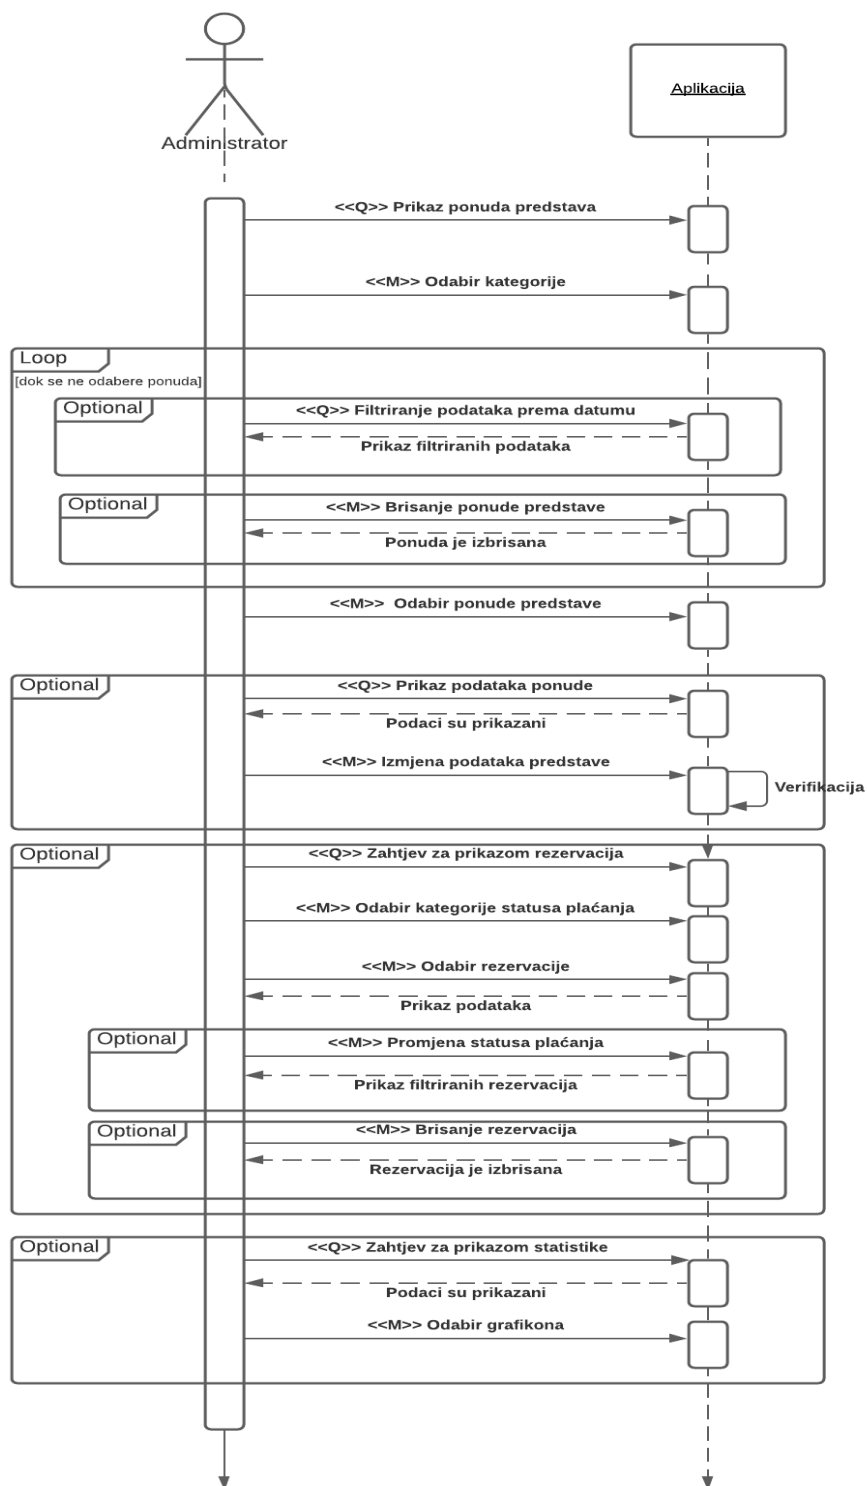 Aplikacija
Administrator
<<Q>> Prikaz ponuda predstava
<<M>> Odabir kategorije
Loop
[dok se ne odabere ponuda]
Optional
<<Q>> Filtriranje podataka prema datumu
Prikaz filtriranih podataka
Optional
<<M>> Brisanje ponude predstave
Ponuda je izbrisana
<<M>>  Odabir ponude predstave
Optional
<<Q>> Prikaz podataka ponude
Podaci su prikazani
<<M>> Izmjena podataka predstave
Verifikacija
Optional
<<Q>> Zahtjev za prikazom rezervacija
<<M>> Odabir kategorije statusa plaćanja
<<M>> Odabir rezervacije
Prikaz podataka
Optional
<<M>> Promjena statusa plaćanja
Prikaz filtriranih rezervacija
Optional
<<M>> Brisanje rezervacija
Rezervacija je izbrisana
Optional
<<Q>> Zahtjev za prikazom statistike
Podaci su prikazani
<<M>> Odabir grafikona